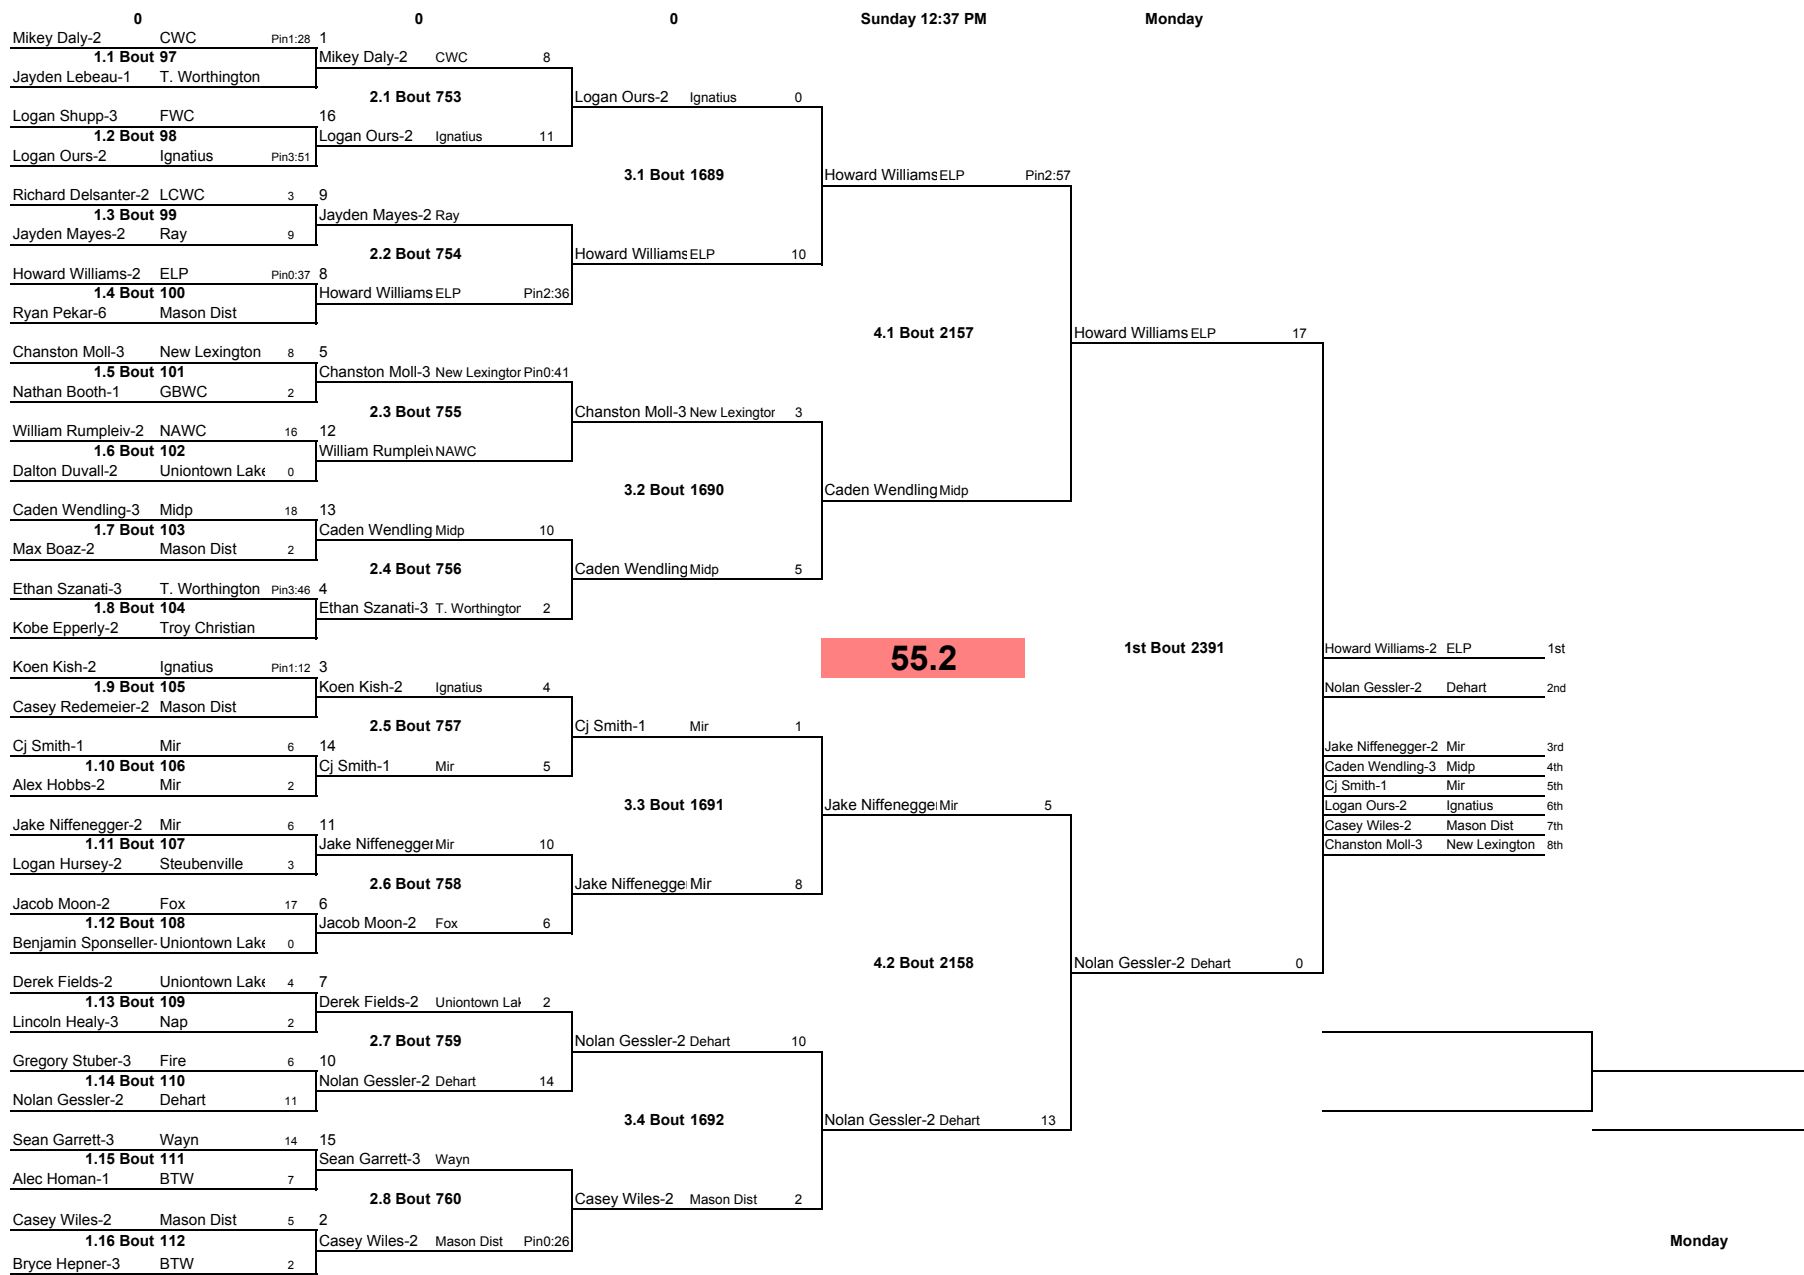 0 0 0 Sunday 12:37 PM Monday
Mikey Daly-2 CWC Pin1:28 1
1.1 Bout 97 Mikey Daly-2 CWC 8
Jayden Lebeau-1 T. Worthington
2.1 Bout 753 Logan Ours-2 Ignatius 0
Logan Shupp-3 FWC 16
1.2 Bout 98 Logan Ours-2 Ignatius 11
Logan Ours-2 Ignatius Pin3:51
3.1 Bout 1689 Howard Williams ELP Pin2:57
Richard Delsanter-2 LCWC 3 9
1.3 Bout 99 Jayden Mayes-2 Ray
Jayden Mayes-2 Ray 9
2.2 Bout 754 Howard Williams ELP 10
Howard Williams-2 ELP Pin0:37 8
1.4 Bout 100 Howard Williams ELP Pin2:36
Ryan Pekar-6 Mason Dist
4.1 Bout 2157 Howard Williams ELP 17
Chanston Moll-3 New Lexington 8 5
1.5 Bout 101 Chanston Moll-3 New Lexingtor Pin0:41
Nathan Booth-1 GBWC 2
2.3 Bout 755 Chanston Moll-3 New Lexingtor 3
William Rumpleiv-2 NAWC 16 12
1.6 Bout 102 William Rumpleiv NAWC
Dalton Duvall-2 Uniontown Lake 0
3.2 Bout 1690 Caden Wendling Midp
Caden Wendling-3 Midp 18 13
1.7 Bout 103 Caden Wendling Midp 10
Max Boaz-2 Mason Dist 2
2.4 Bout 756 Caden Wendling Midp 5
Ethan Szanati-3 T. Worthington Pin3:46 4
1.8 Bout 104 Ethan Szanati-3 T. Worthingtor 2
Kobe Epperly-2 Troy Christian
55.2 1st Bout 2391 Howard Williams-2 ELP 1st
Koen Kish-2 Ignatius Pin1:12 3
1.9 Bout 105 Koen Kish-2 Ignatius 4 Nolan Gessler-2 Dehart 2nd
Casey Redemeier-2 Mason Dist
2.5 Bout 757 Cj Smith-1 Mir 1
Cj Smith-1 Mir 6 14 Jake Niffenegger-2 Mir 3rd
1.10 Bout 106 Cj Smith-1 Mir 5 Caden Wendling-3 Midp 4th
Alex Hobbs-2 Mir 2 Cj Smith-1 Mir 5th
3.3 Bout 1691 Jake Niffenegger Mir 5 Logan Ours-2 Ignatius 6th
Jake Niffenegger-2 Mir 6 11 Casey Wiles-2 Mason Dist 7th
1.11 Bout 107 Jake Niffenegger Mir 10 Chanston Moll-3 New Lexington 8th
Logan Hursey-2 Steubenville 3
2.6 Bout 758 Jake Niffenegger Mir 8
Jacob Moon-2 Fox 17 6
1.12 Bout 108 Jacob Moon-2 Fox 6
Benjamin Sponseller- Uniontown Lake 0
4.2 Bout 2158 Nolan Gessler-2 Dehart 0
Derek Fields-2 Uniontown Lake 4 7
1.13 Bout 109 Derek Fields-2 Uniontown Lak 2
Lincoln Healy-3 Nap 2
2.7 Bout 759 Nolan Gessler-2 Dehart 10
Gregory Stuber-3 Fire 6 10
1.14 Bout 110 Nolan Gessler-2 Dehart 14
Nolan Gessler-2 Dehart 11
3.4 Bout 1692 Nolan Gessler-2 Dehart 13
Sean Garrett-3 Wayn 14 15
1.15 Bout 111 Sean Garrett-3 Wayn
Alec Homan-1 BTW 7
2.8 Bout 760 Casey Wiles-2 Mason Dist 2
Casey Wiles-2 Mason Dist 5 2
1.16 Bout 112 Casey Wiles-2 Mason Dist Pin0:26 Monday
Bryce Hepner-3 BTW 2